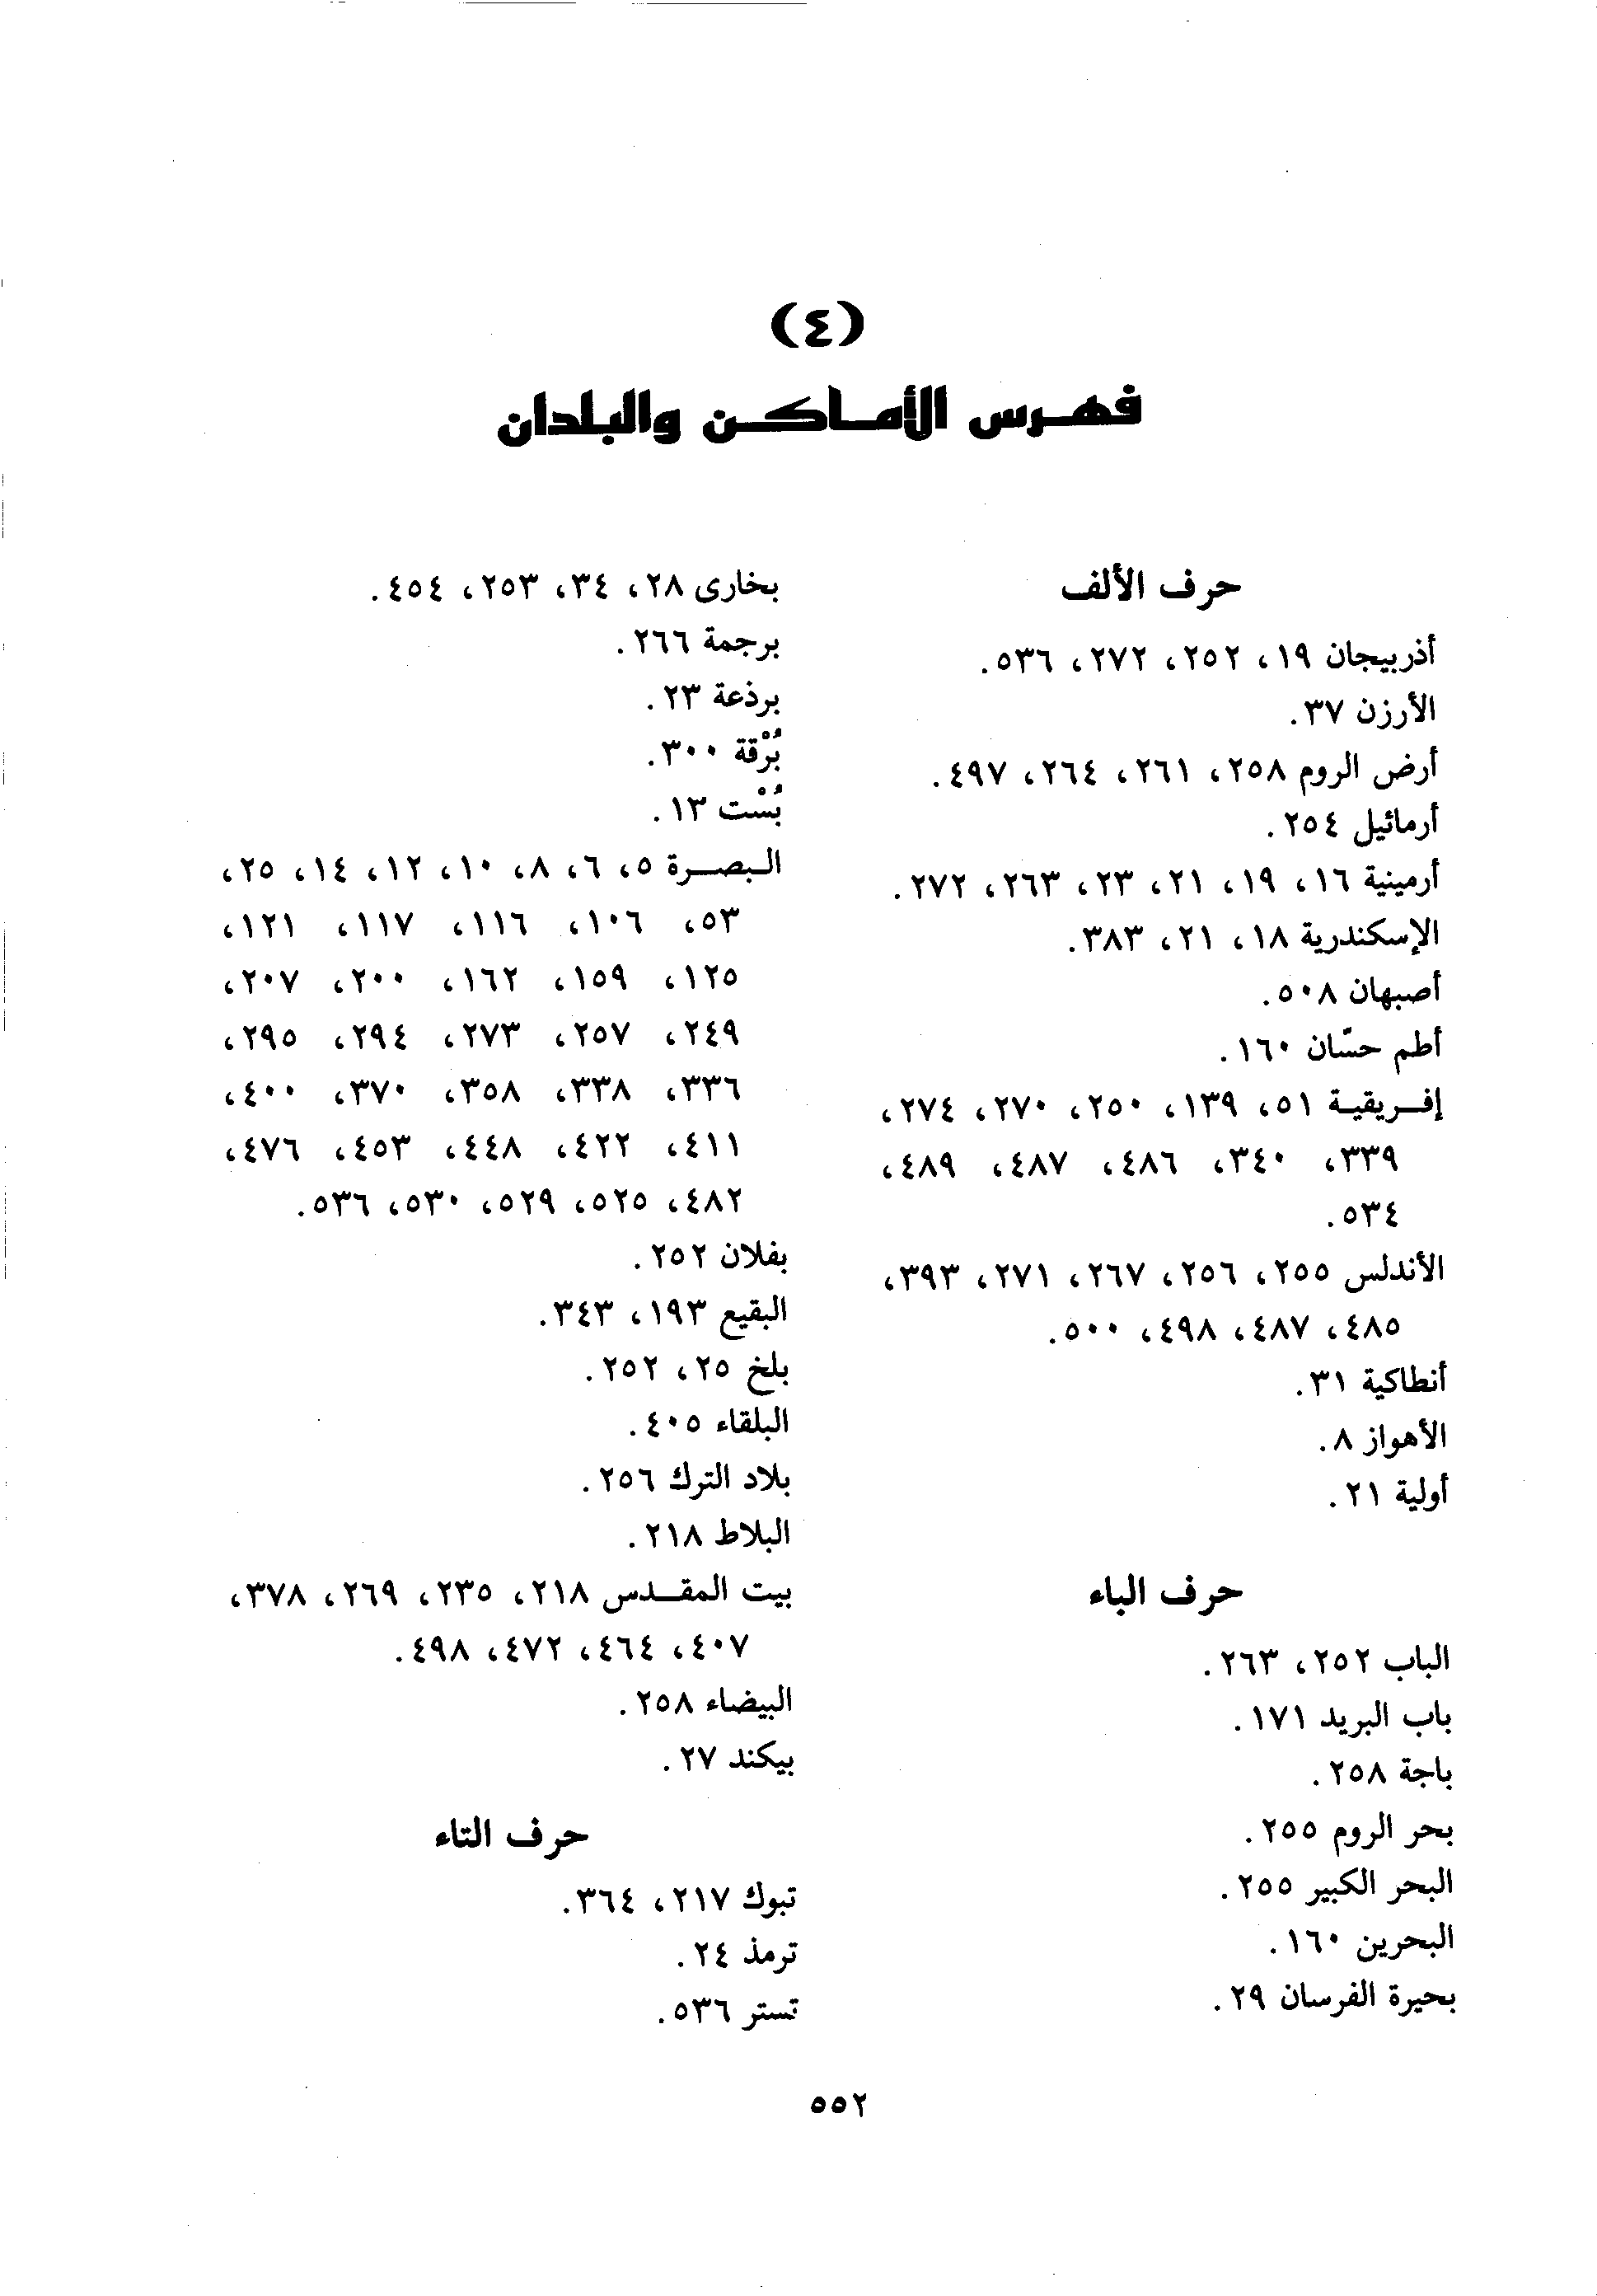 (٤)
فهرس الأماكن والبلدان
حرف الألف
أذربيجان ١٩، ٢٥٢، ٢٧٢، ٥٣٦.
الأرزن ٣٧.
أرض الروم ٢٥٨، ٢٦١، ٢٦٤، ٤٩٧.
أرمائيل ٢٥٤.
أرمينية ١٦، ١٩، ٢١، ٢٣، ٢٦٣، ٢٧٢.
الإسكندرية ١٨، ٢١، ٣٨٣.
أصبهان ٥٠٨.
أطم حسّان ١٦٠.
إفريقية ٥١، ١٣٩، ٢٥٠، ٢٧٠، ٢٧٤،
٣٣٩، ٣٤٠، ٤٨٦، ٤٨٧، ٤٨٩،
٥٣٤.
الأندلس ٢٥٥، ٢٥٦، ٢٦٧، ٢٧١، ٣٩٣،
٤٨٥، ٤٨٧، ٤٩٨، ٥٠٠.
أنطاكية ٣١.
الأهواز ٨.
أولية ٢١.
حرف الباء
الباب ٢٥٢، ٢٦٣.
باب البريد ١٧١.
باجة ٢٥٨.
بحر الروم ٢٥٥.
البحر الكبير ٢٥٥.
البحرين ١٦٠.
بحيرة الفرسان ٢٩.
بخارى ٢٨، ٣٤، ٢٥٣، ٤٥٤.
برجمة ٢٦٦.
برذعة ٢٣.
بُرْقة ٣٠٠.
بُسْت ١٣.
البصرة ٥، ٦، ٨، ١٠، ١٢، ١٤، ٢٥،
٥٣، ١٠٦، ١١٦، ١١٧، ١٢١،
١٢٥، ١٥٩، ١٦٢، ٢٠٠، ٢٠٧،
٢٤٩، ٢٥٧، ٢٧٣، ٢٩٤، ٢٩٥،
٣٣٦، ٣٣٨، ٣٥٨، ٣٧٠، ٤٠٠،
٤١١، ٤٢٢، ٤٤٨، ٤٥٣، ٤٧٦،
٤٨٢، ٥٢٥، ٥٢٩، ٥٣٠، ٥٣٦.
بفلان ٢٥٢.
البقيع ١٩٣، ٣٤٣.
بلخ ٢٥، ٢٥٢.
البلقاء ٤٠٥.
بلاد الترك ٢٥٦.
البلاط ٢١٨.
بيت المقدس ٢١٨، ٢٣٥، ٢٦٩، ٣٧٨،
٤٠٧، ٤٦٤، ٤٧٢، ٤٩٨.
البيضاء ٢٥٨.
بيكند ٢٧.
حرف التاء
تبوك ٢١٧، ٣٦٤.
ترمذ ٢٤.
تستر ٥٣٦.
٥٥٢